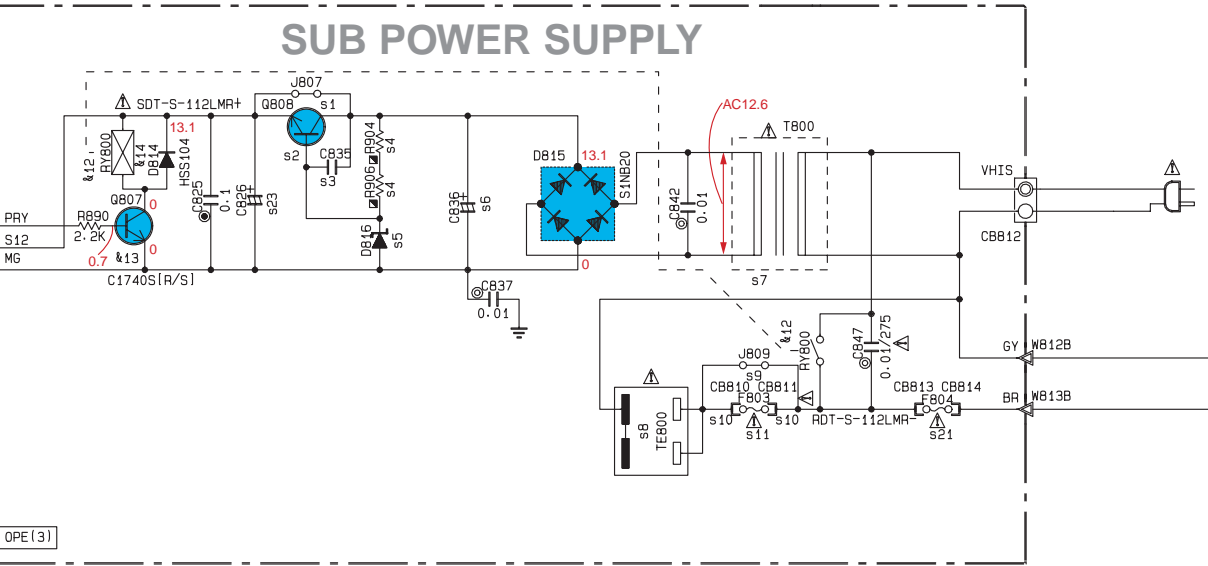 SUB POWER SUPPLY
J807
SDT-S-112LMR+
Q808
s1
AC12.6
T800
13.1
&12
RY800
&14
D814
HSS104
s2
C835
s3
R904
s4
R906
s4
D815
13.1
S1NB20
VHIS
C825
0.1
C826
s23
C836
s6
C842
0.01
Q807
0
PRY
R890
2.2K
S12
0.7
0
MG
&13
C1740S[R/S]
D816
s5
0
CB812
s7
C837
0.01
&12
RY800
C847
0.01/275
GY
W812B
J809
s9
CB810
CB811
CB813
CB814
F803
F804
BR
W813B
s8
TE800
s10
s11
s10
RDT-S-112LMR-
s21
OPE(3)